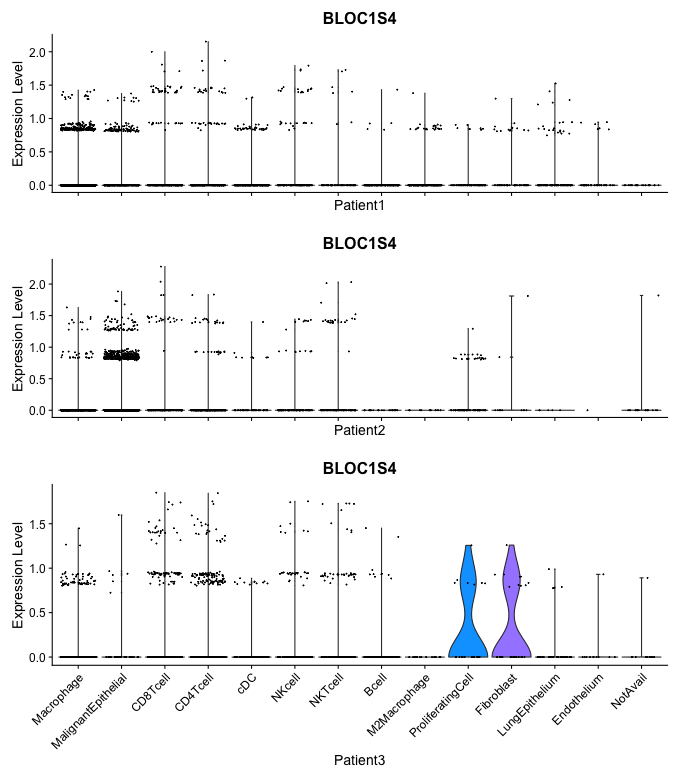 BLOC1S4
Expression Level
2.0
1.5
1.0
0.5
0.0
Patient1
BLOC1S4
Expression Level
2.0
1.5
1.0
0.5
0.0
Patient2
BLOC1S4
Expression Level
1.5
1.0
0.5
0.0
Macrophage
MalignantEpithelial
CD8Tcell
CD4Tcell
cDC
NKcell
NKTcell
Bcell
M2Macrophage
ProliferatingCell
Fibroblast
LungEpithelium
Endothelium
NotAvail
Patient3